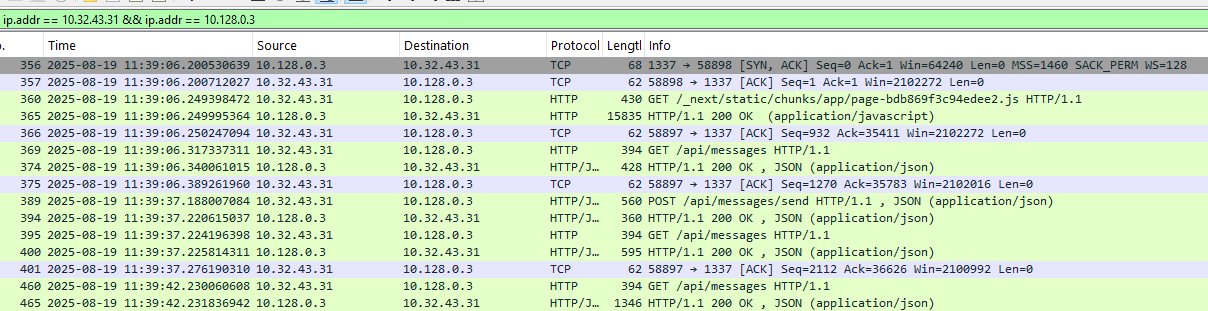 ip.addr == 10.32.43.31 && ip.addr == 10.128.0.3
Time Source Destination Protocol Lengtl Info
356 2025-08-19 11:39:06.200530639 10.128.0.3 10.32.43.31 TCP 68 1337 → 58898 [SYN, ACK] Seq=0 Ack=1 Win=64240 Len=0 MSS=1460 SACK_PERM WS=128
357 2025-08-19 11:39:06.200712027 10.32.43.31 10.128.0.3 TCP 62 58898 → 1337 [ACK] Seq=1 Ack=1 Win=2102272 Len=0
360 2025-08-19 11:39:06.249398472 10.32.43.31 10.128.0.3 HTTP 430 GET /_next/static/chunks/app/page-bdb869f3c94edee2.js HTTP/1.1
365 2025-08-19 11:39:06.249995364 10.128.0.3 10.32.43.31 HTTP 15835 HTTP/1.1 200 OK (application/javascript)
366 2025-08-19 11:39:06.250247094 10.32.43.31 10.128.0.3 TCP 62 58897 → 1337 [ACK] Seq=932 Ack=35411 Win=2102272 Len=0
369 2025-08-19 11:39:06.317337311 10.32.43.31 10.128.0.3 HTTP 394 GET /api/messages HTTP/1.1
374 2025-08-19 11:39:06.340061015 10.128.0.3 10.32.43.31 HTTP/J… 428 HTTP/1.1 200 OK , JSON (application/json)
375 2025-08-19 11:39:06.389261960 10.32.43.31 10.128.0.3 TCP 62 58897 → 1337 [ACK] Seq=1270 Ack=35783 Win=2102016 Len=0
389 2025-08-19 11:39:37.188007084 10.32.43.31 10.128.0.3 HTTP/J… 560 POST /api/messages/send HTTP/1.1 , JSON (application/json)
394 2025-08-19 11:39:37.220615037 10.128.0.3 10.32.43.31 HTTP/J… 360 HTTP/1.1 200 OK , JSON (application/json)
395 2025-08-19 11:39:37.224196398 10.32.43.31 10.128.0.3 HTTP 394 GET /api/messages HTTP/1.1
400 2025-08-19 11:39:37.225814311 10.128.0.3 10.32.43.31 HTTP/J… 595 HTTP/1.1 200 OK , JSON (application/json)
401 2025-08-19 11:39:37.276190310 10.32.43.31 10.128.0.3 TCP 62 58897 → 1337 [ACK] Seq=2112 Ack=36626 Win=2100992 Len=0
460 2025-08-19 11:39:42.230060608 10.32.43.31 10.128.0.3 HTTP 394 GET /api/messages HTTP/1.1
465 2025-08-19 11:39:42.231836942 10.128.0.3 10.32.43.31 HTTP/J… 1346 HTTP/1.1 200 OK , JSON (application/json)